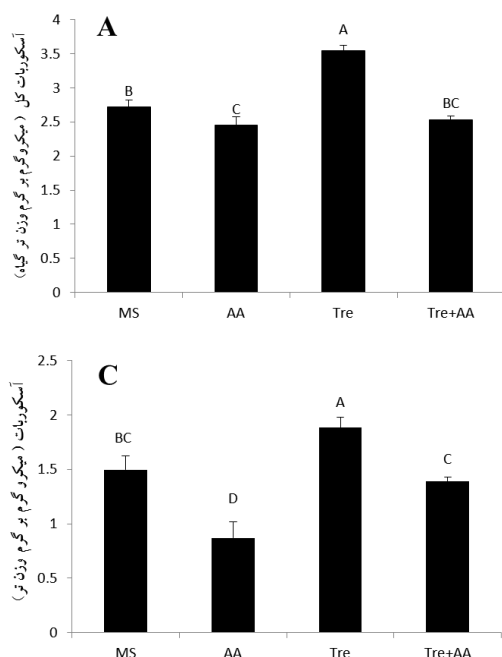 A
آسکوربات کل ( میکروگرم بر گرم وزن تر گیاه)
4
3.5
3
2.5
2
1.5
1
0.5
0
B
C
A
BC
MS AA Tre Tre+AA
C
آسکوربات ( میکرو گرم بر گرم وزن تر)
2.5
2
1.5
1
0.5
0
BC
D
A
C
MS AA Tre Tre+AA